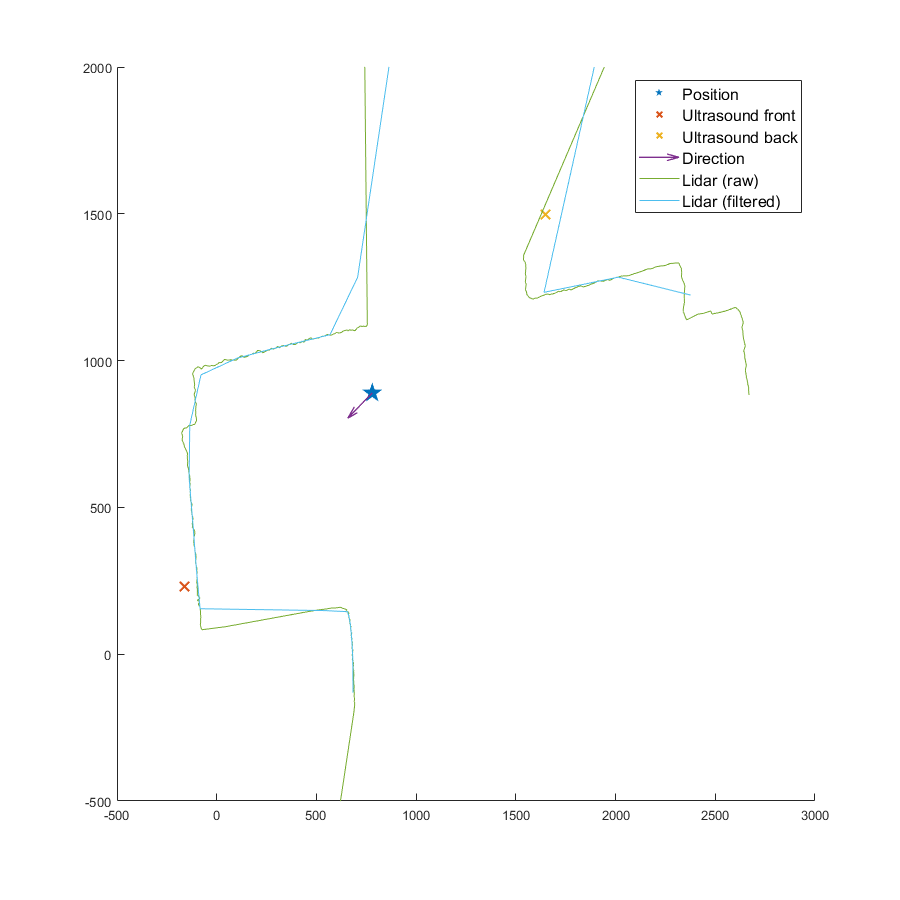 2000
1500
1000
500
0
-500
-500
0
500
1000
1500
2000
2500
3000
Position
Ultrasound front
Ultrasound back
Direction
Lidar (raw)
Lidar (filtered)